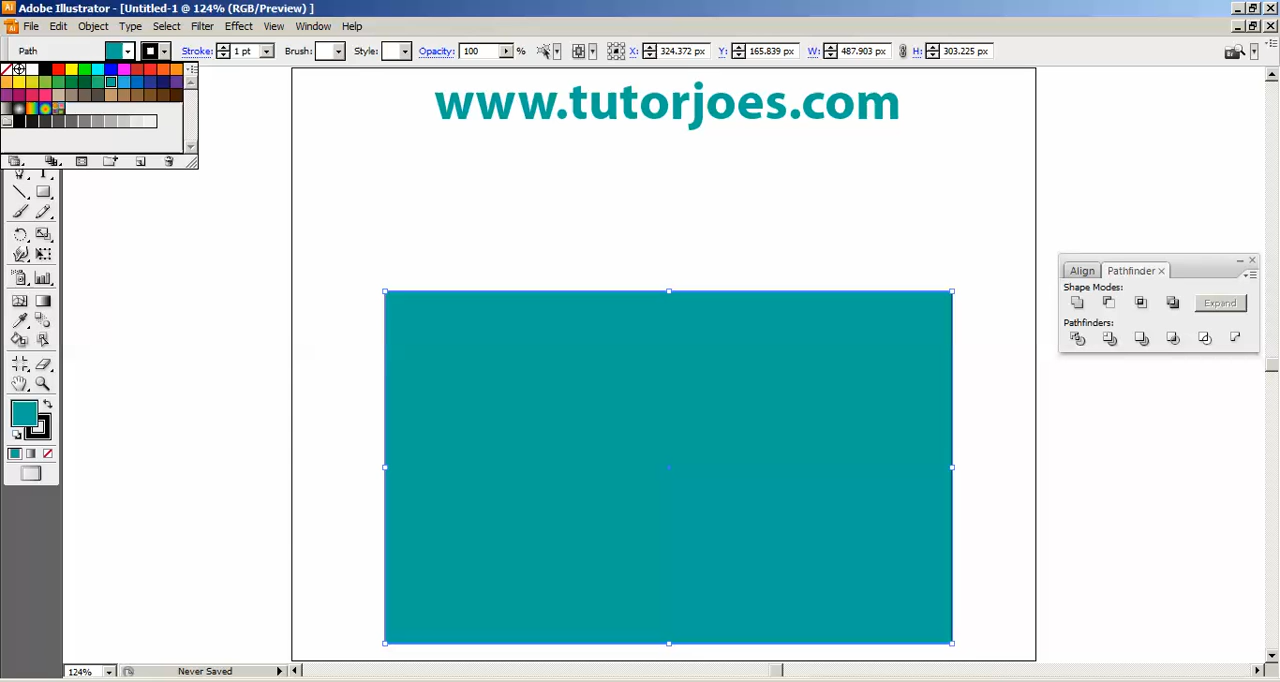 Adobe Illustrator - [Untitled-1 @ 124% (RGB/Preview) ]
File Edit Object Type Select Filter Effect View Window Help
Path Stroke: 1 pt Brush: Style: Opacity: 100 % X: 324.372 px Y: 165.839 px W: 487.903 px H: 303.225 px
www.tutorjoes.com
Align Pathfinder
Shape Modes:
Expand
Pathfinders:
124% Never Saved